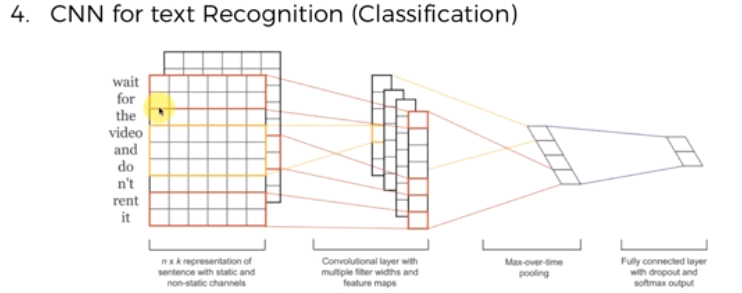 4. CNN for text Recognition (Classification)
wait
for
the
video
and
do
n't
rent
it
n x k representation of
sentence with static and
non-static channels
Convolutional layer with
multiple filter widths and
feature maps
Max-over-time
pooling
Fully connected layer
with dropout and
softmax output